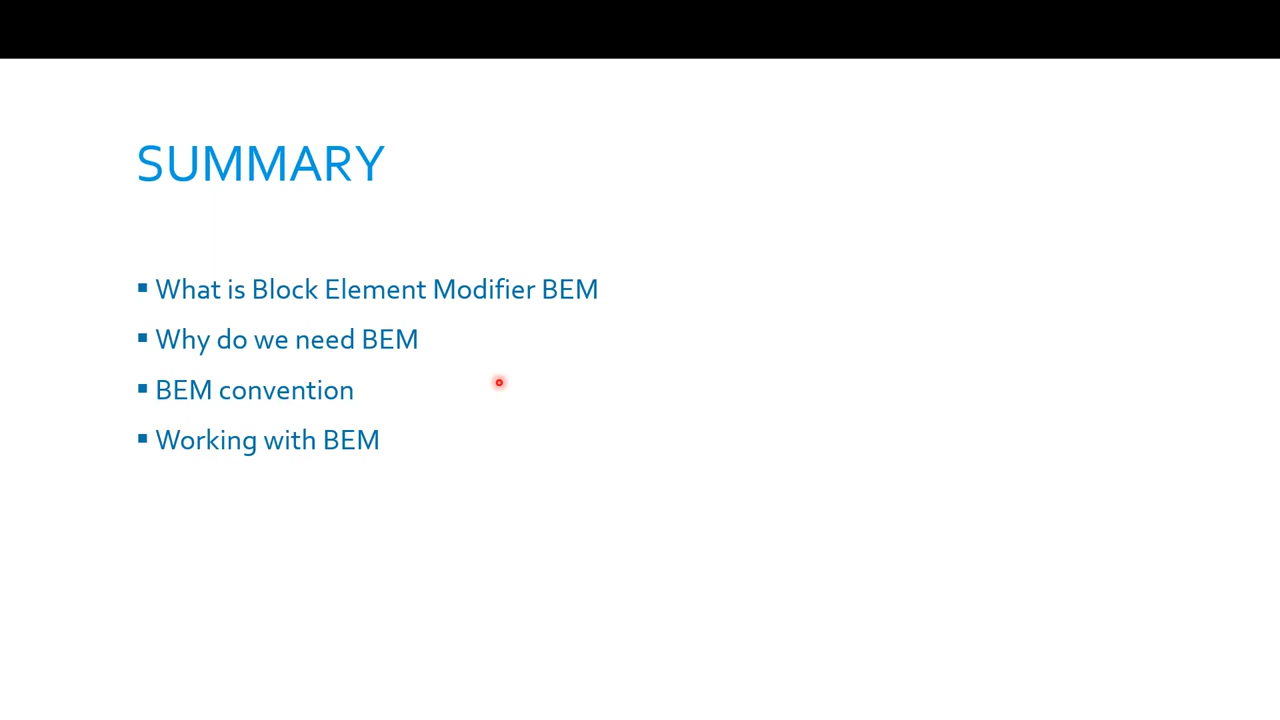 SUMMARY
▪ What is Block Element Modifier BEM
▪ Why do we need BEM
▪ BEM convention
▪ Working with BEM